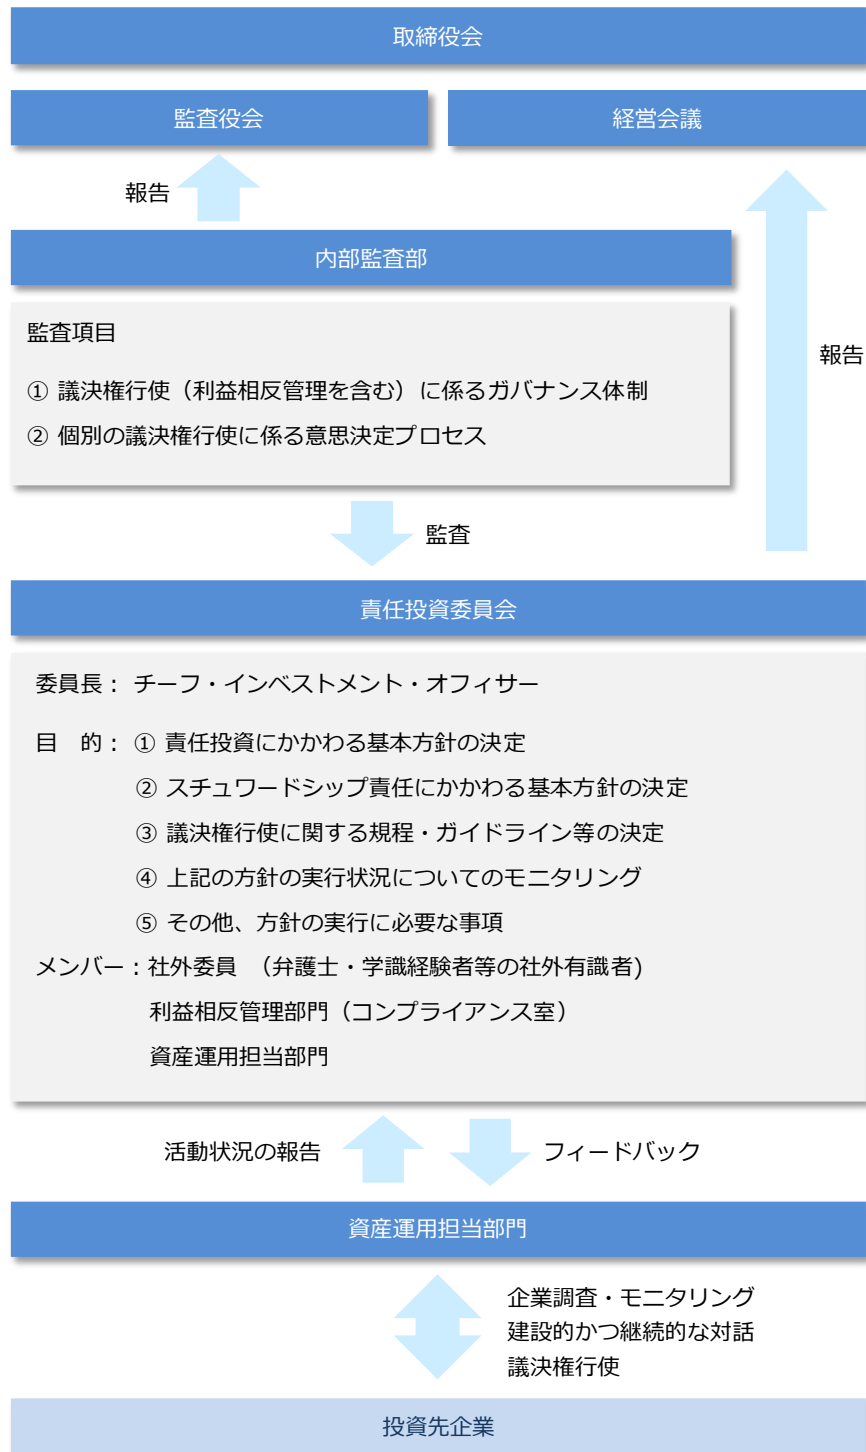 取締役会
監査役会
経営会議
報告
内部監査部
監査項目
① 議決権行使（利益相反管理を含む）に係るガバナンス体制
② 個別の議決権行使に係る意思決定プロセス
報告
監査
責任投資委員会
委員長： チーフ・インベストメント・オフィサー
目　的： ① 責任投資にかかわる基本方針の決定
② スチュワードシップ責任にかかわる基本方針の決定
③ 議決権行使に関する規程・ガイドライン等の決定
④ 上記の方針の実行状況についてのモニタリング
⑤ その他、方針の実行に必要な事項
メンバー：社外委員　（弁護士・学識経験者等の社外有識者)
利益相反管理部門（コンプライアンス室）
資産運用担当部門
活動状況の報告
フィードバック
資産運用担当部門
企業調査・モニタリング
建設的かつ継続的な対話
議決権行使
投資先企業